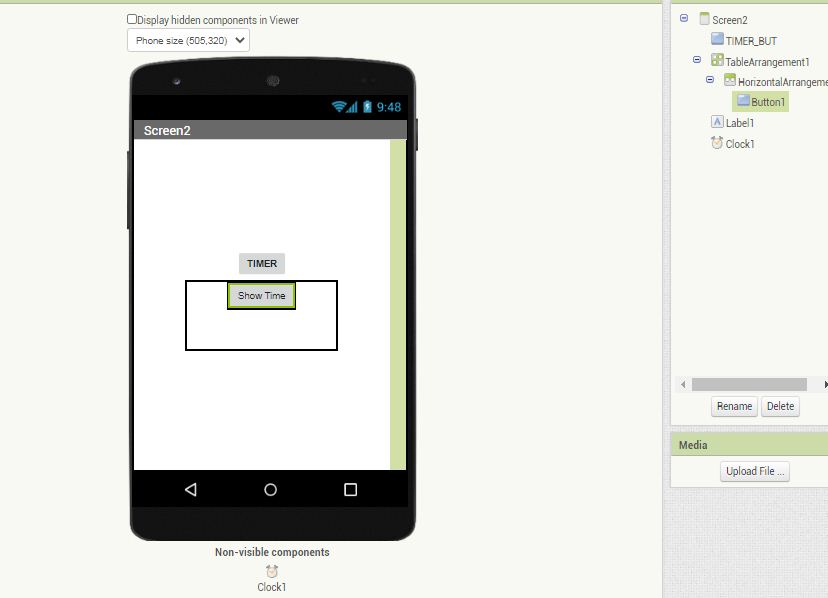 Display hidden components in Viewer
Phone size (505,320)
9:48
Screen2
TIMER
Show Time
Non-visible components
Clock1
Screen2
TIMER_BUT
TableArrangement1
HorizontalArrangeme
Button1
A Label1
Clock1
Rename Delete
Media
Upload File ...